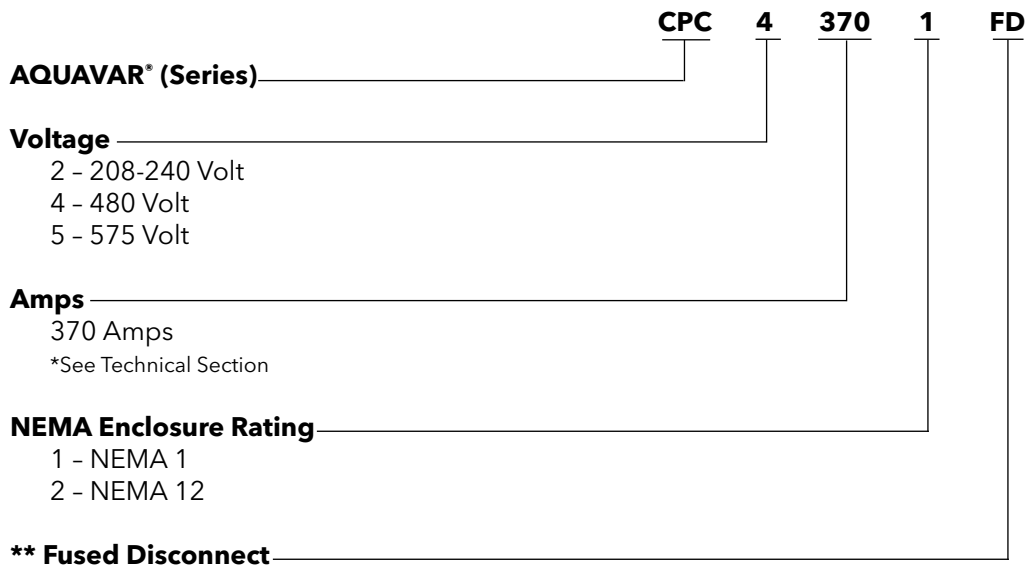 CPC 4 370 1 FD
AQUAVAR® (Series)
Voltage
2 – 208-240 Volt
4 – 480 Volt
5 – 575 Volt
Amps
370 Amps
*See Technical Section
NEMA Enclosure Rating
1 – NEMA 1
2 – NEMA 12
** Fused Disconnect